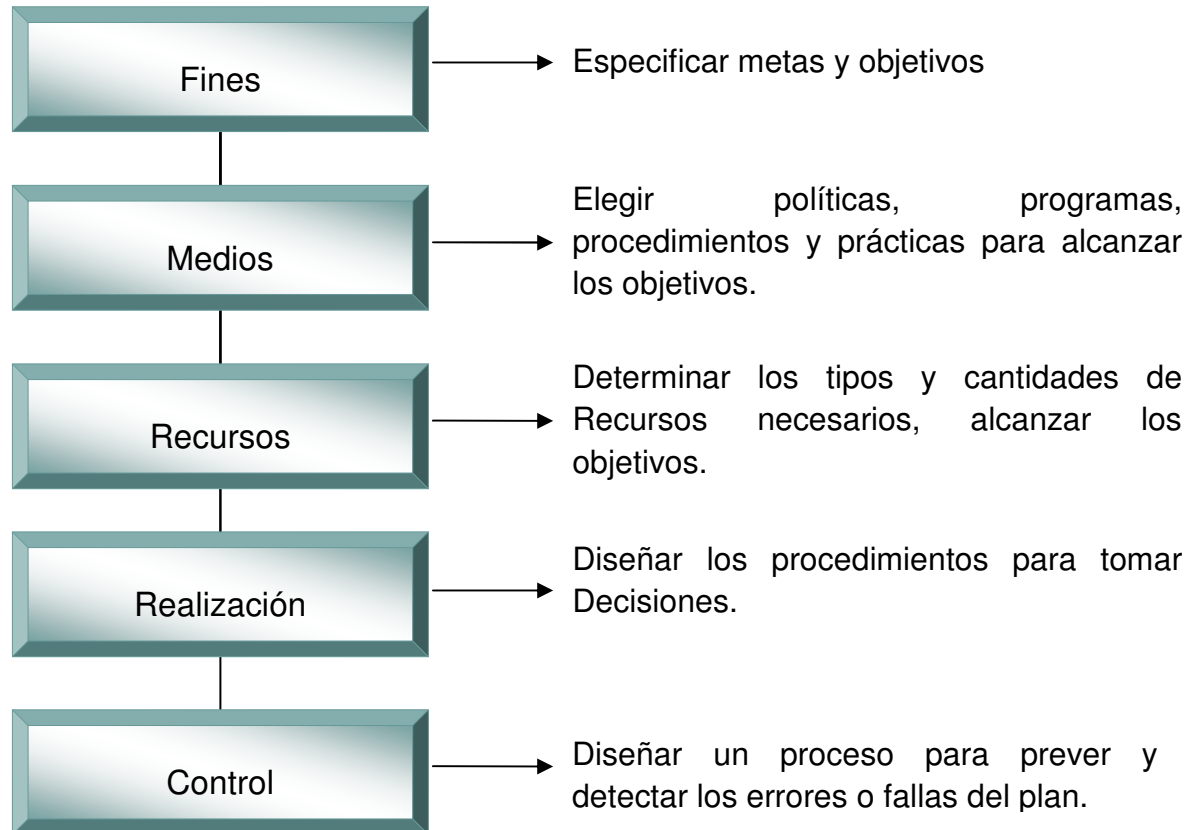 Fines
Especificar metas y objetivos
Medios
Elegir políticas, programas,
procedimientos y prácticas para alcanzar
los objetivos.
Recursos
Determinar los tipos y cantidades de
Recursos necesarios, alcanzar los
objetivos.
Realización
Diseñar los procedimientos para tomar
Decisiones.
Control
Diseñar un proceso para prever y
detectar los errores o fallas del plan.